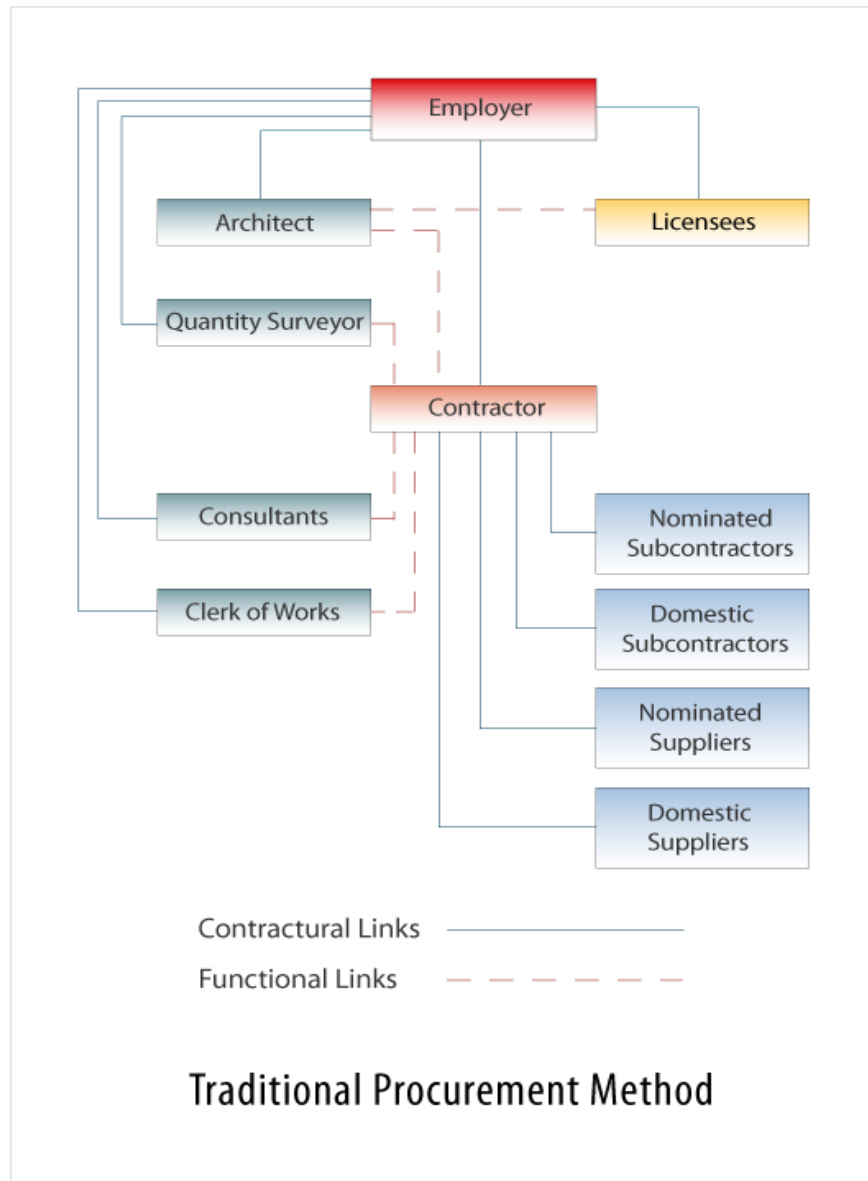 Employer
Architect
Licensees
Quantity Surveyor
Contractor
Consultants
Nominated
Subcontractors
Clerk of Works
Domestic
Subcontractors
Nominated
Suppliers
Domestic
Suppliers
Contractural Links
Functional Links
Traditional Procurement Method